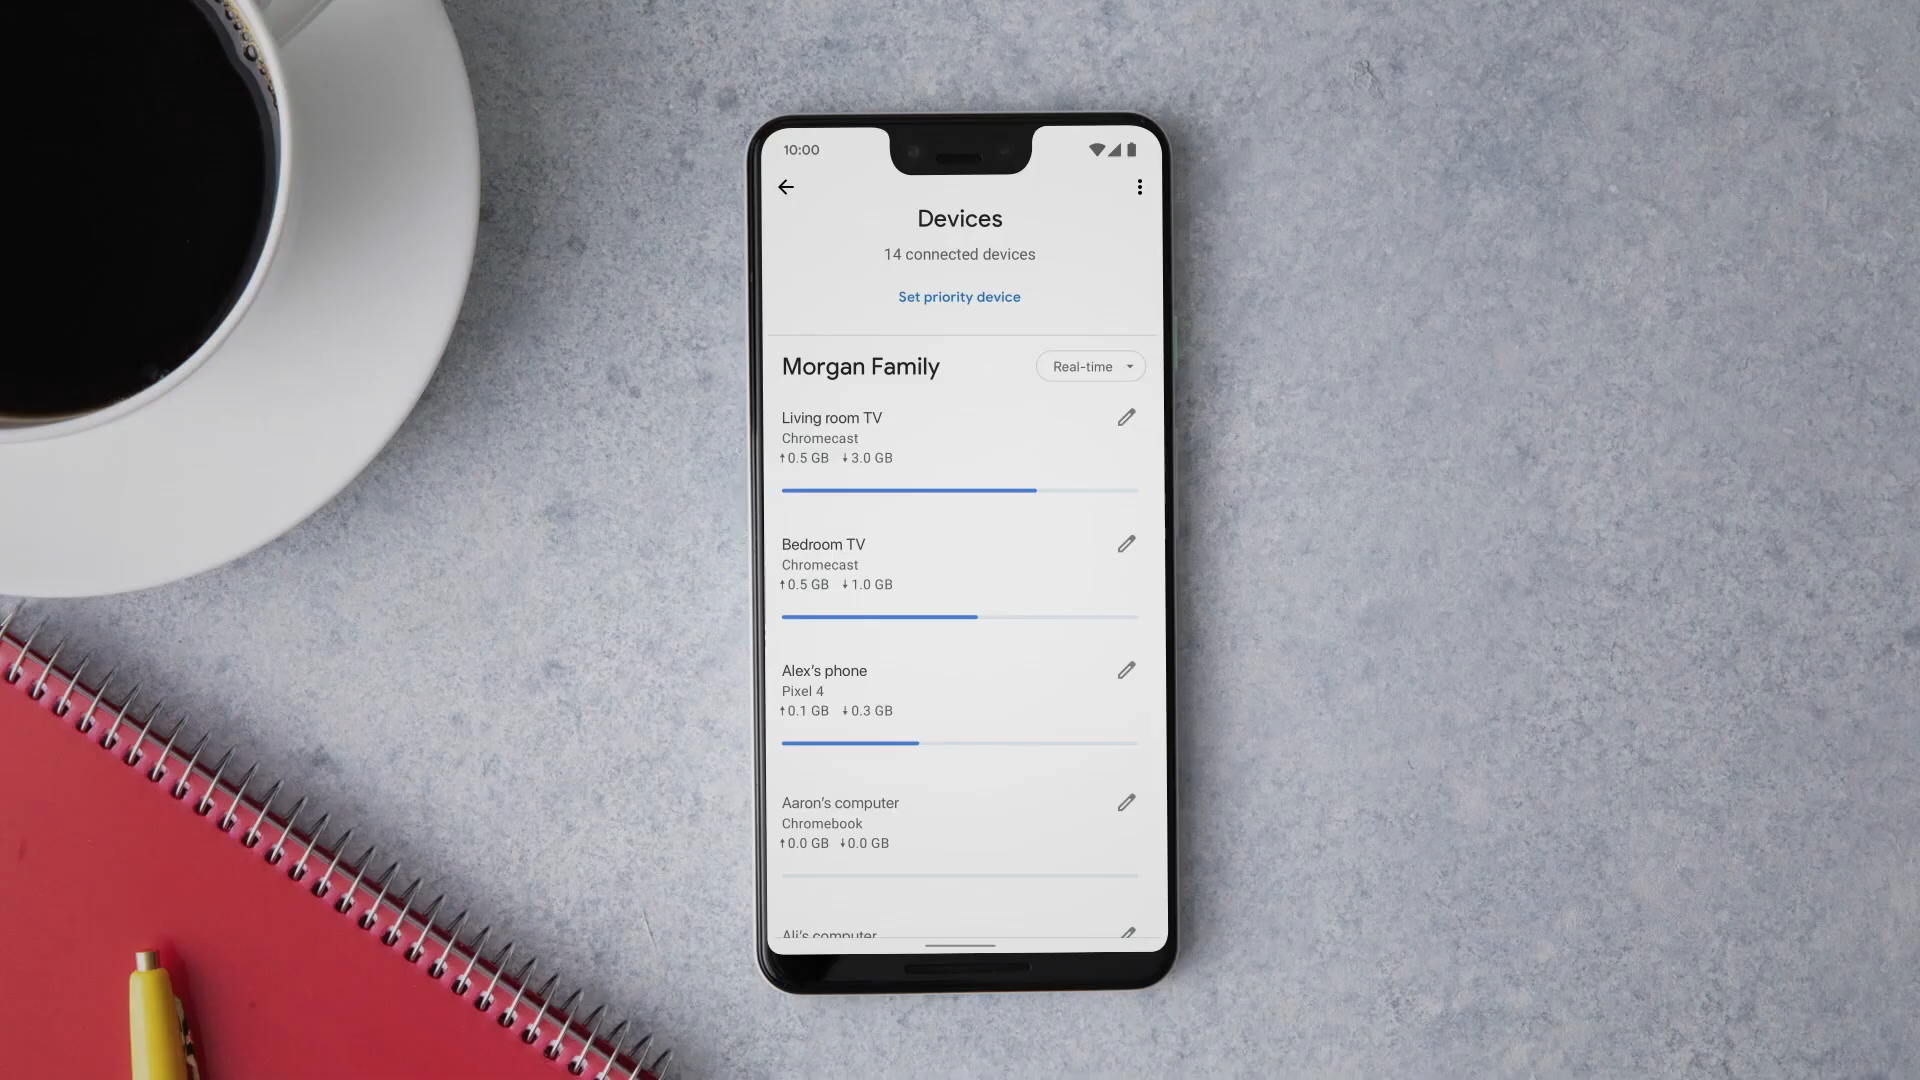 10:00
Devices
14 connected devices
Set priority device
Morgan Family
Real-time
Living room TV
Chromecast
↑0.5 GB ↓3.0 GB
Bedroom TV
Chromecast
↑0.5 GB ↓1.0 GB
Alex's phone
Pixel 4
↑0.1 GB ↓0.3 GB
Aaron's computer
Chromebook
↑0.0 GB ↓0.0 GB
Ali's computer